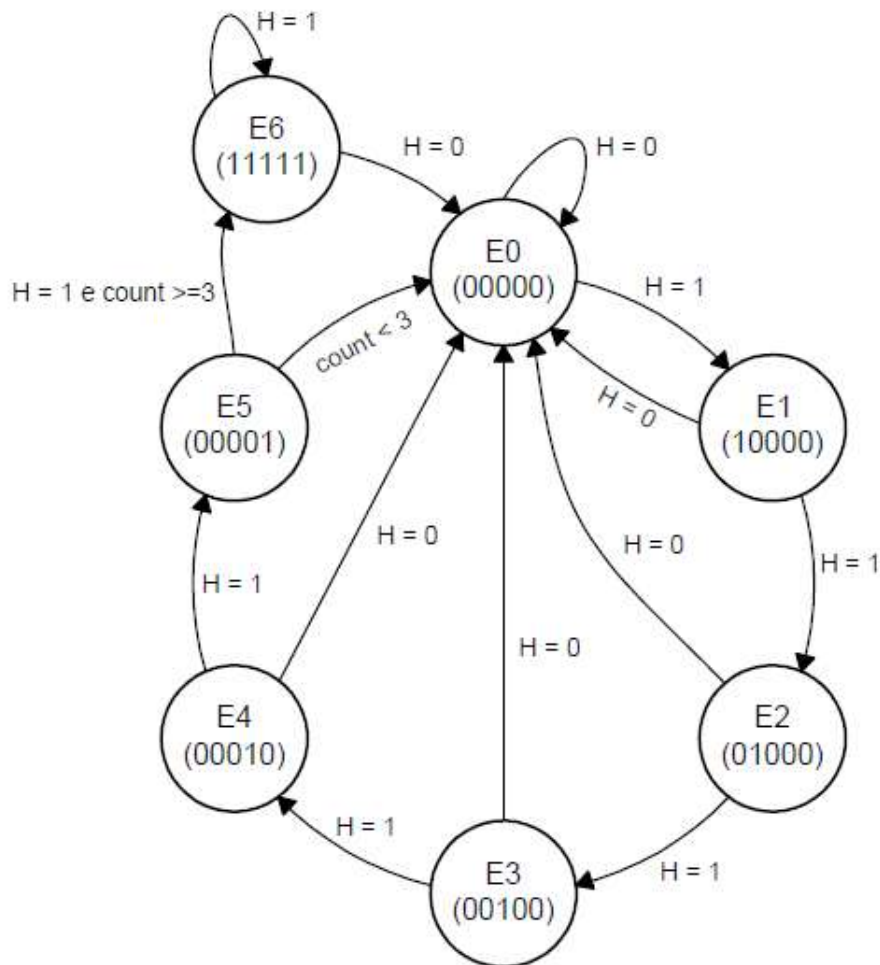 H = 1
E6
(11111)
H = 0
H = 0
E0
(00000)
H = 1
H = 1 e count >=3
count < 3
H = 0
E5
(00001)
E1
(10000)
H = 0
H = 0
H = 1
H = 1
H = 0
E4
(00010)
E2
(01000)
H = 1
H = 1
E3
(00100)